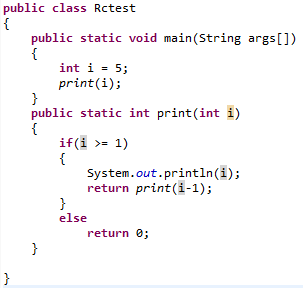 public class Rctest
{
    public static void main(String args[])
    {
        int i = 5;
        print(i);
    }
    public static int print(int i)
    {
        if(i >= 1)
        {
            System.out.println(i);
            return print(i-1);
        }
        else
            return 0;
    }

}